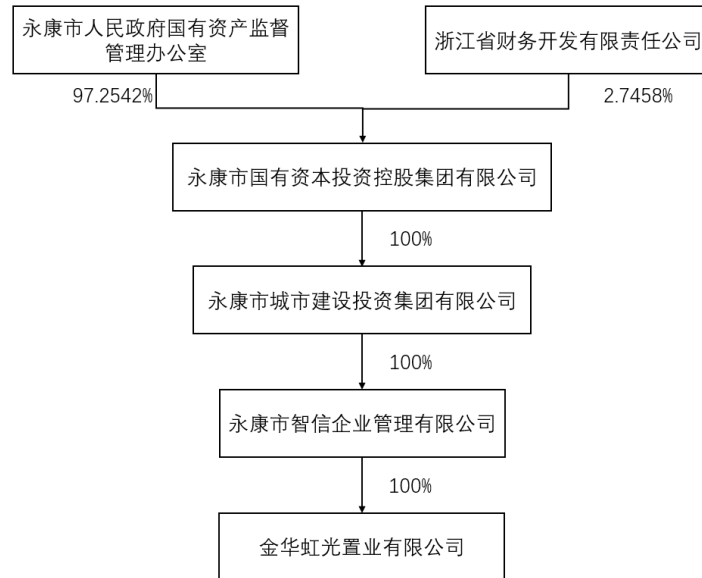 永康市人民政府国有资产监督
管理办公室
浙江省财务开发有限责任公司
97.2542%
2.7458%
永康市国有资本投资控股集团有限公司
100%
永康市城市建设投资集团有限公司
100%
永康市智信企业管理有限公司
100%
金华虹光置业有限公司